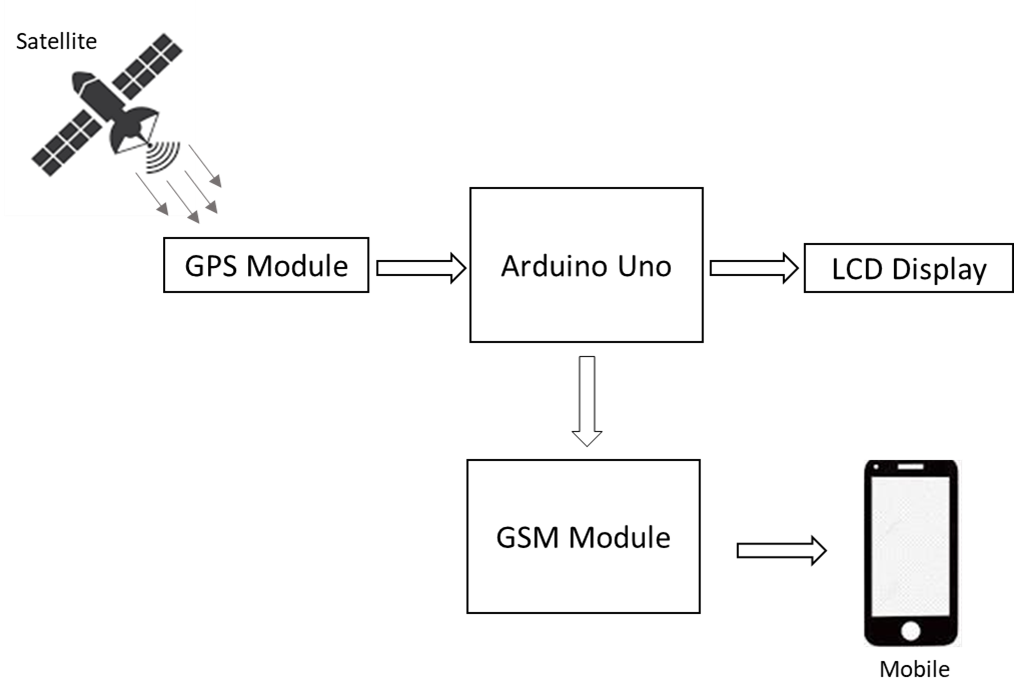 Satellite
GPS Module
Arduino Uno
LCD Display
GSM Module
Mobile